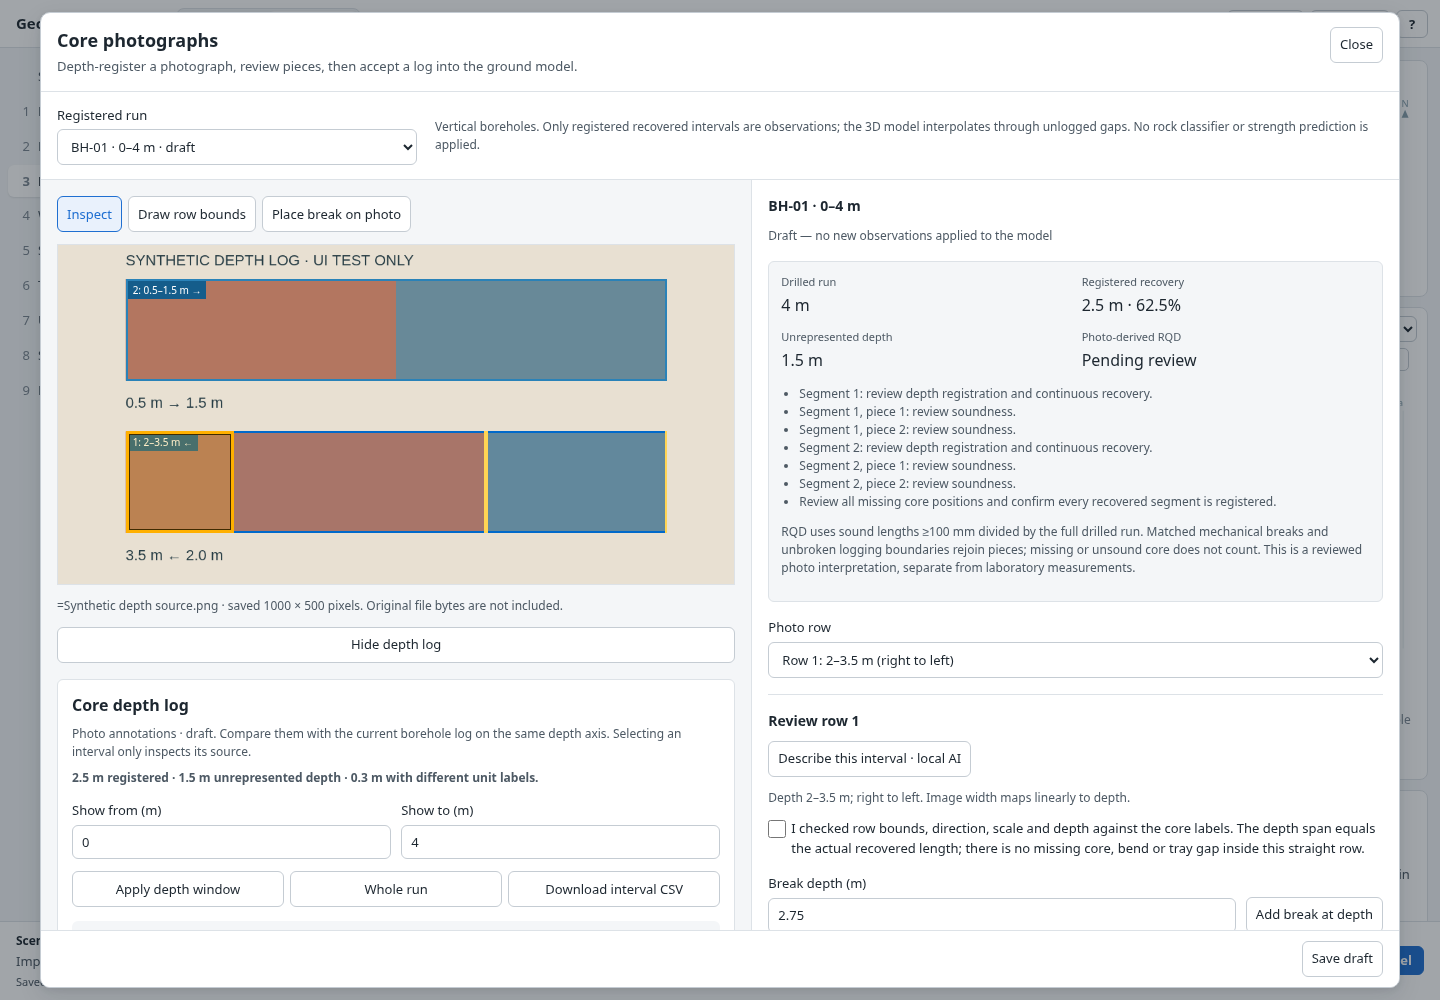 Core photographs
Depth-register a photograph, review pieces, then accept a log into the ground model.
Close
?
Registered run
BH-01 · 0–4 m · draft
Vertical boreholes. Only registered recovered intervals are observations; the 3D model interpolates through unlogged gaps. No rock classifier or strength prediction is
applied.
N
1
2
3
4
5
6
7
8
9
Inspect
Draw row bounds
Place break on photo
SYNTHETIC DEPTH LOG · UI TEST ONLY
2: 0.5–1.5 m →
0.5 m → 1.5 m
1: 2–3.5 m ←
3.5 m ← 2.0 m
=Synthetic depth source.png · saved 1000 × 500 pixels. Original file bytes are not included.
Hide depth log
Core depth log
Photo annotations · draft. Compare them with the current borehole log on the same depth axis. Selecting an
interval only inspects its source.
2.5 m registered · 1.5 m unrepresented depth · 0.3 m with different unit labels.
Show from (m)
Show to (m)
0
4
Apply depth window
Whole run
Download interval CSV
BH-01 · 0–4 m
Draft — no new observations applied to the model
Drilled run
Registered recovery
4 m
2.5 m · 62.5%
Unrepresented depth
Photo-derived RQD
1.5 m
Pending review
• Segment 1: review depth registration and continuous recovery.
• Segment 1, piece 1: review soundness.
• Segment 1, piece 2: review soundness.
• Segment 2: review depth registration and continuous recovery.
• Segment 2, piece 1: review soundness.
• Segment 2, piece 2: review soundness.
• Review all missing core positions and confirm every recovered segment is registered.
RQD uses sound lengths ≥100 mm divided by the full drilled run. Matched mechanical breaks and
unbroken logging boundaries rejoin pieces; missing or unsound core does not count. This is a reviewed
photo interpretation, separate from laboratory measurements.
Photo row
Row 1: 2–3.5 m (right to left)
Review row 1
Describe this interval · local AI
Depth 2–3.5 m; right to left. Image width maps linearly to depth.
I checked row bounds, direction, scale and depth against the core labels. The depth span equals
the actual recovered length; there is no missing core, bend or tray gap inside this straight row.
Break depth (m)
2.75
Add break at depth
Save draft